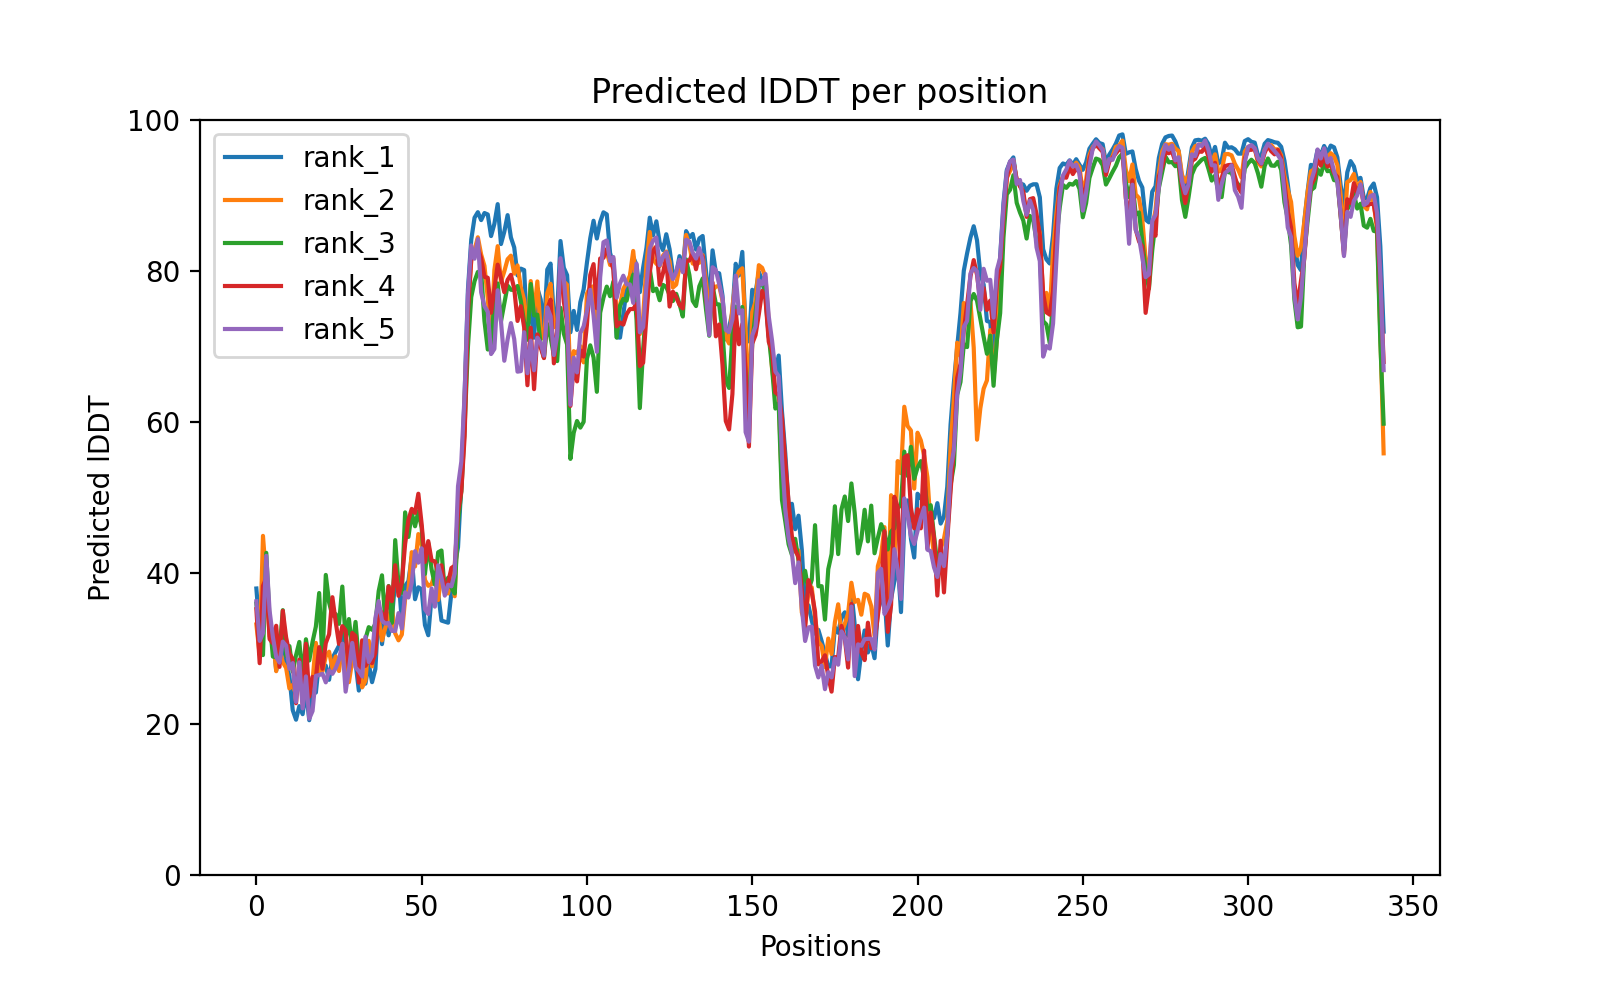 Predicted lDDT per position
100
80
60
40
20
0
Predicted lDDT
rank_1
rank_2
rank_3
rank_4
rank_5
0 50 100 150 200 250 300 350
Positions